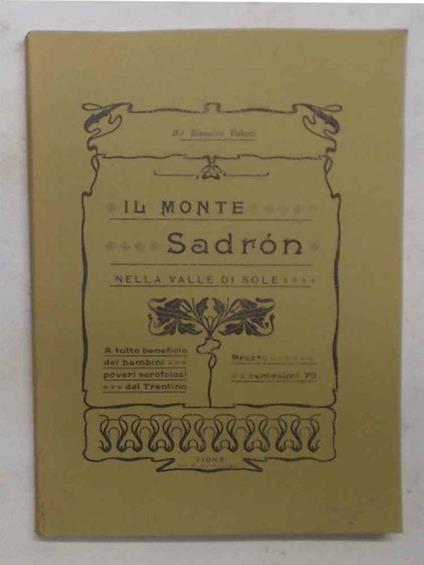 IL MONTE
Sadrón
NELLA VALLE DI SOLE
A tutto beneficio
dei bambini
poveri scrofolosi
del Trentino
Prezzo
centesimi 70